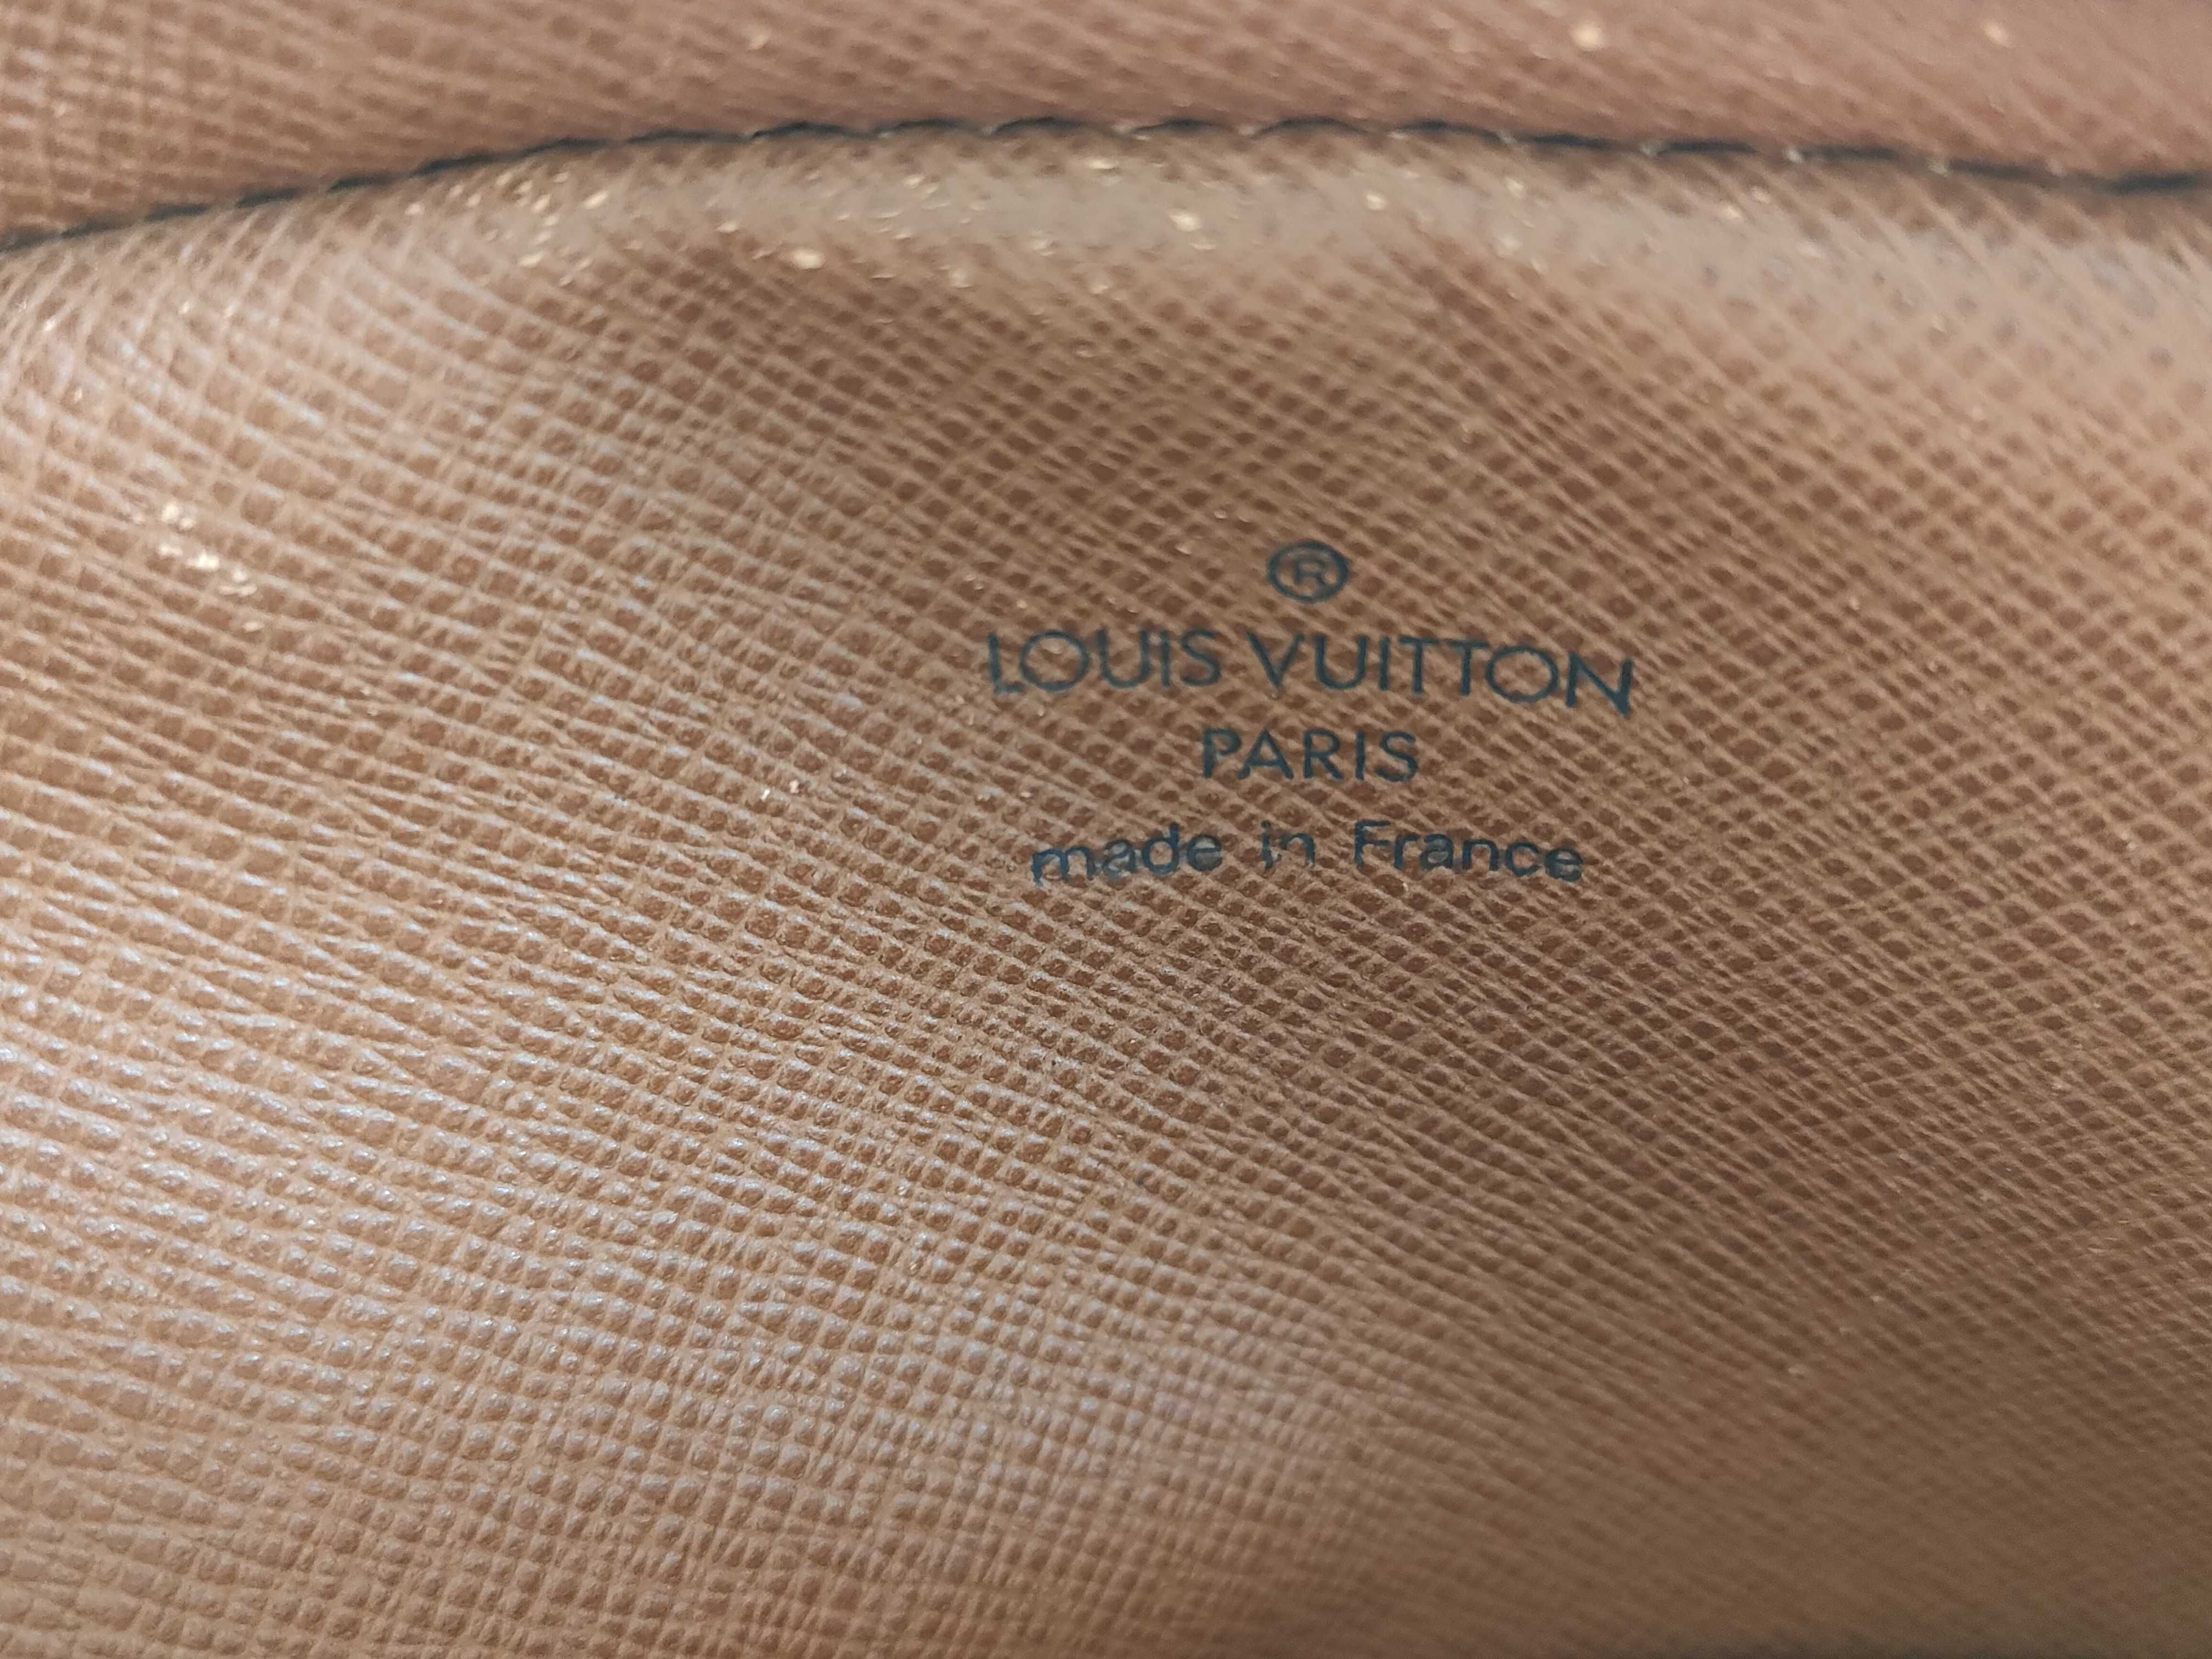 ®
LOUIS VUITTON
PARIS
made in France